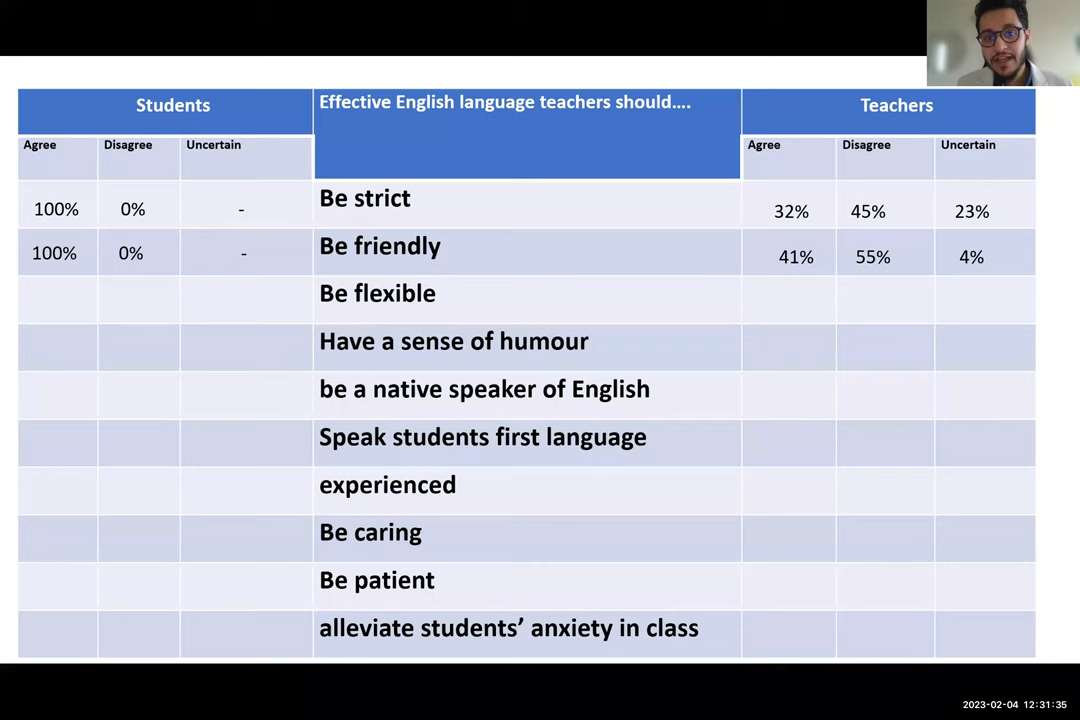 Students Effective English language teachers should.... Teachers
Agree Disagree Uncertain Agree Disagree Uncertain
100% 0% - Be strict 32% 45% 23%
100% 0% - Be friendly 41% 55% 4%
Be flexible
Have a sense of humour
be a native speaker of English
Speak students first language
experienced
Be caring
Be patient
alleviate students’ anxiety in class
2023-02-04 12:31:35